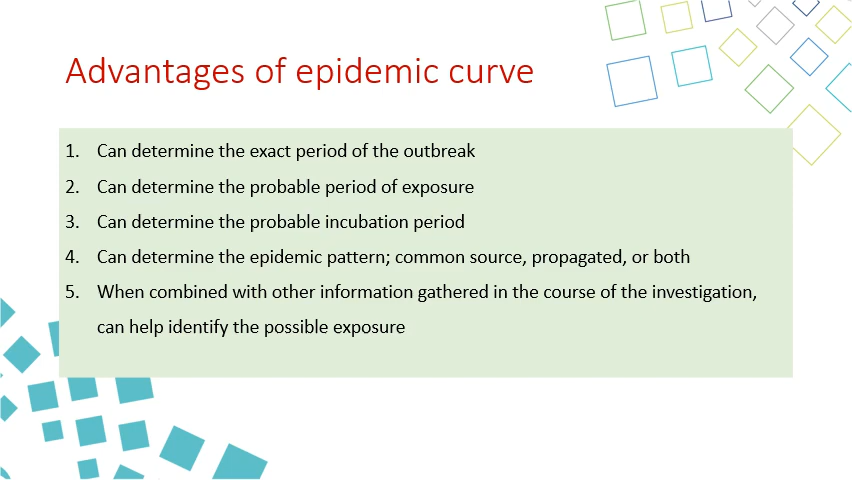 Advantages of epidemic curve
1. Can determine the exact period of the outbreak
2. Can determine the probable period of exposure
3. Can determine the probable incubation period
4. Can determine the epidemic pattern; common source, propagated, or both
5. When combined with other information gathered in the course of the investigation,
can help identify the possible exposure